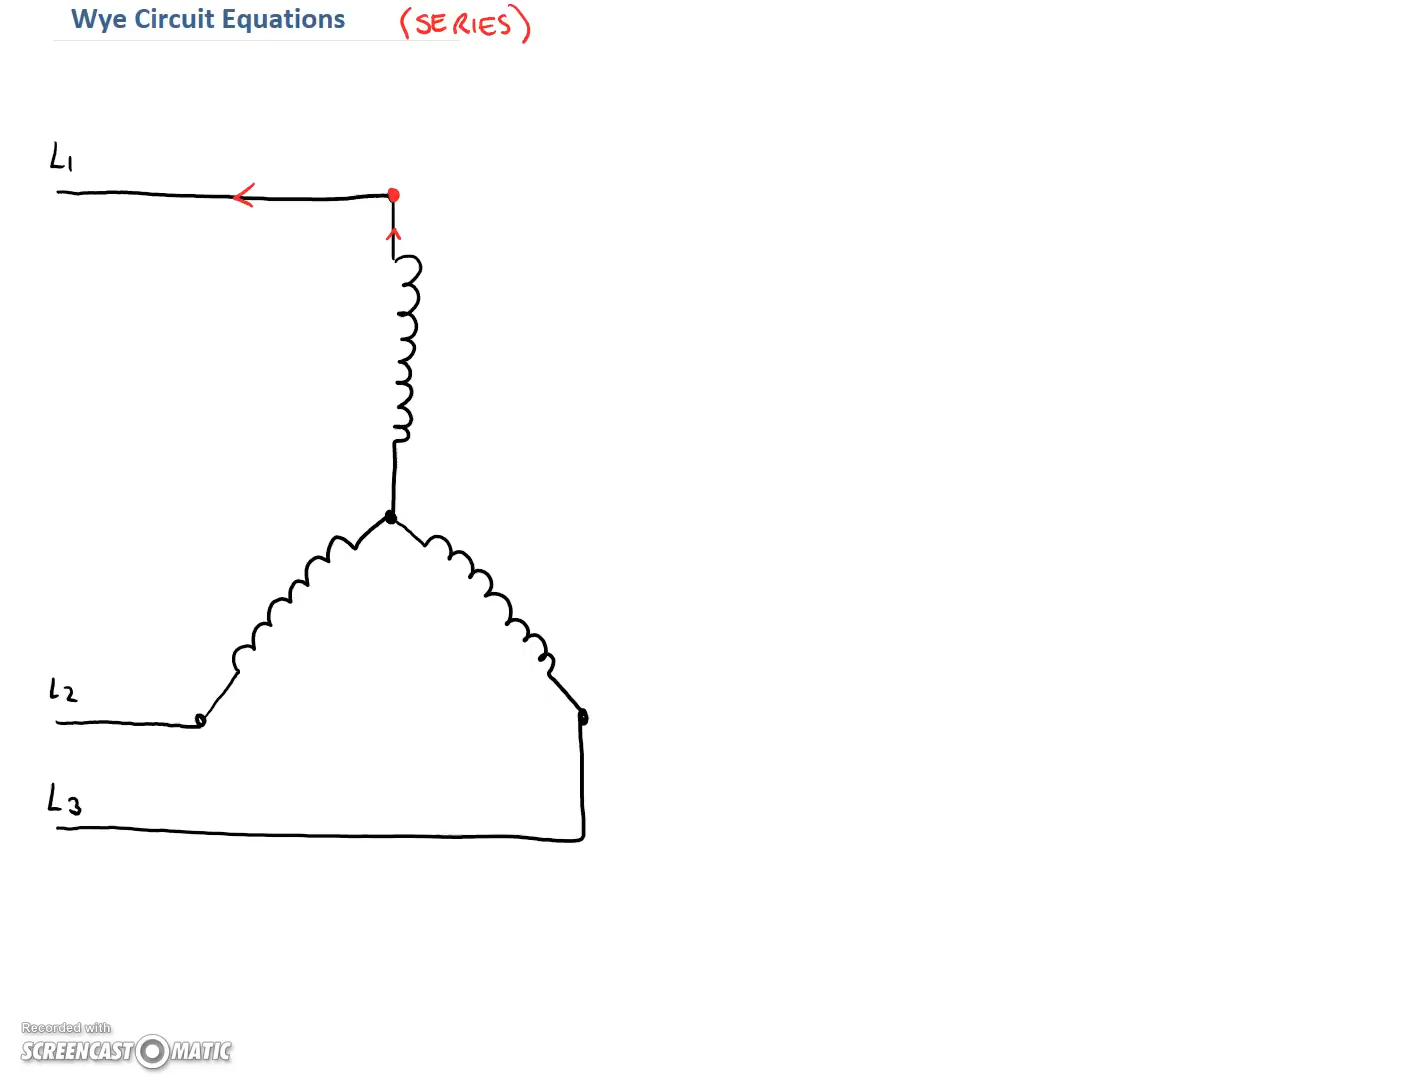 Wye Circuit Equations (SERIES)
L1
L2
L3
Recorded with
SCREENCAST MATIC